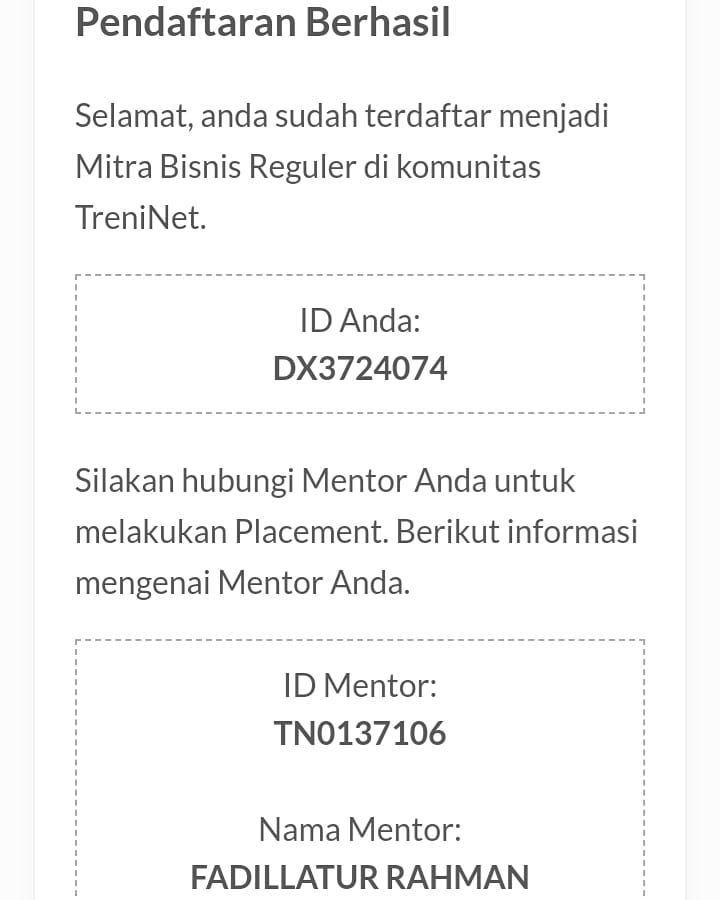 Pendaftaran Berhasil
Selamat, anda sudah terdaftar menjadi
Mitra Bisnis Reguler di komunitas
TreniNet.
ID Anda:
DX3724074
Silakan hubungi Mentor Anda untuk
melakukan Placement. Berikut informasi
mengenai Mentor Anda.
ID Mentor:
TN0137106
Nama Mentor:
FADILLATUR RAHMAN